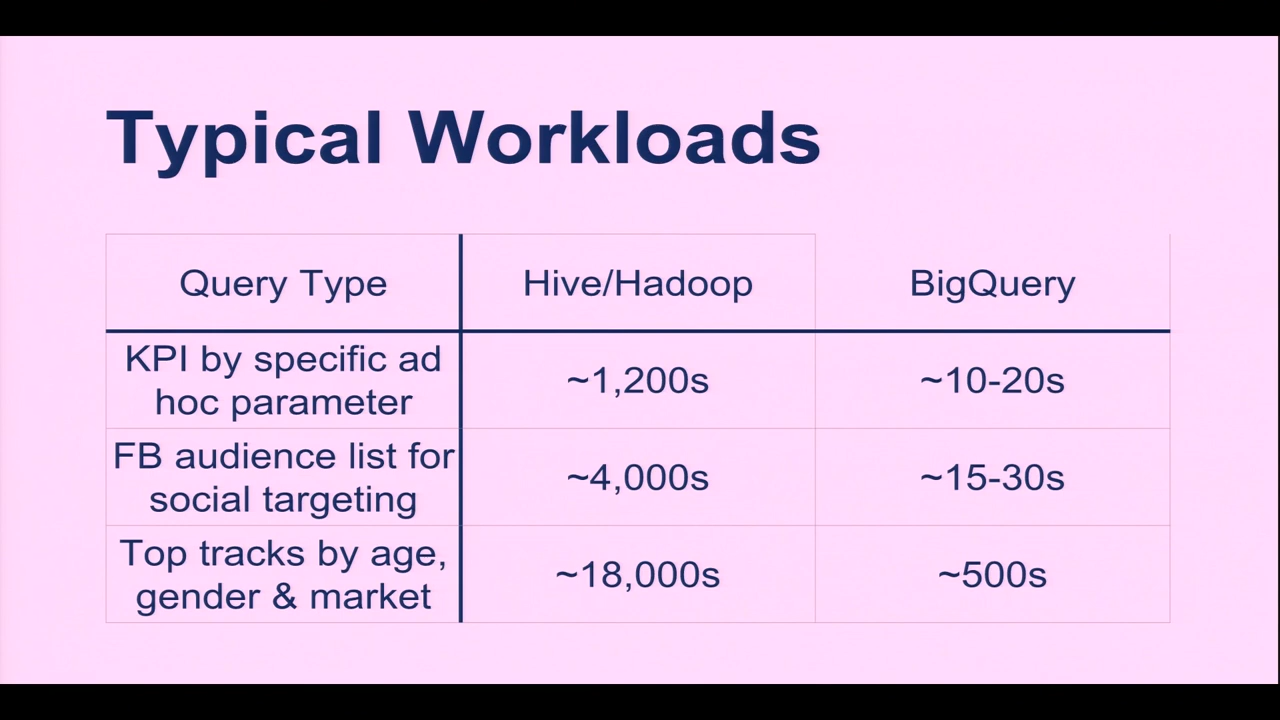 Typical Workloads
Query Type
Hive/Hadoop
BigQuery
KPI by specific ad
hoc parameter
~1,200s
~10-20s
FB audience list for
social targeting
~4,000s
~15-30s
Top tracks by age,
gender & market
~18,000s
~500s